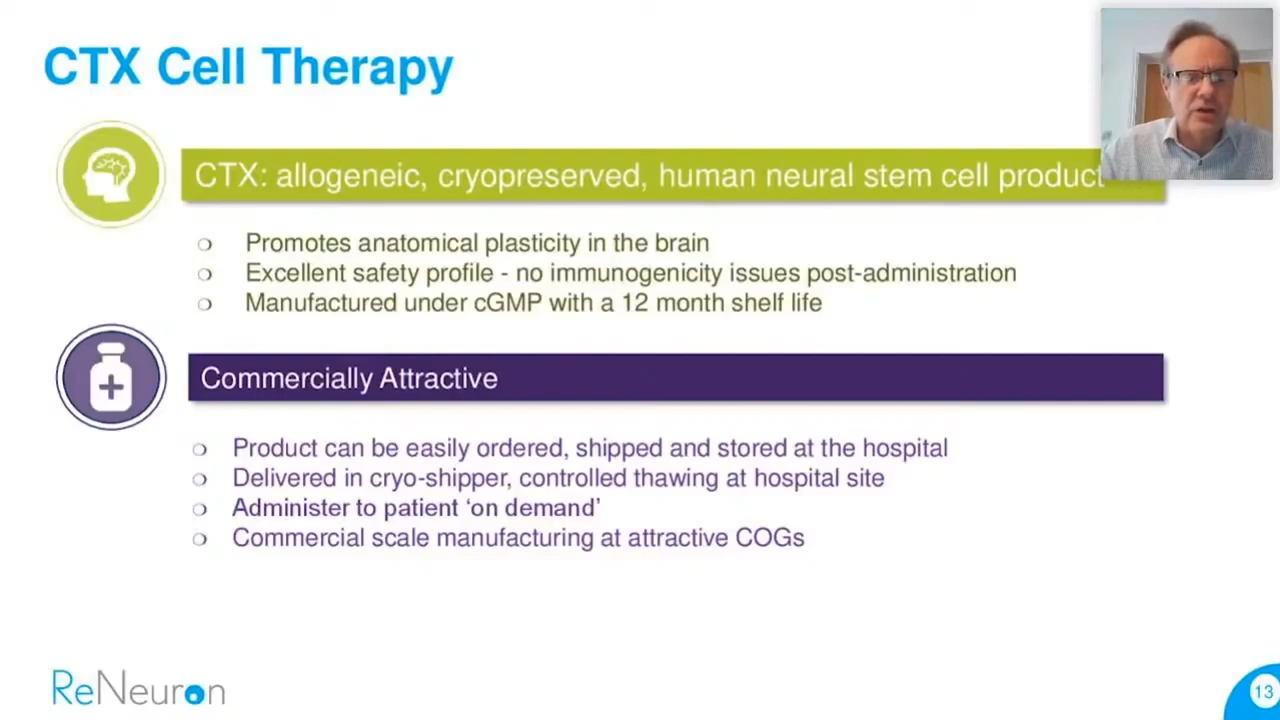 CTX Cell Therapy
CTX: allogeneic, cryopreserved, human neural stem cell product
Promotes anatomical plasticity in the brain
Excellent safety profile - no immunogenicity issues post-administration
Manufactured under cGMP with a 12 month shelf life
Commercially Attractive
Product can be easily ordered, shipped and stored at the hospital
Delivered in cryo-shipper, controlled thawing at hospital site
Administer to patient ‘on demand’
Commercial scale manufacturing at attractive COGs
ReNeuron
13